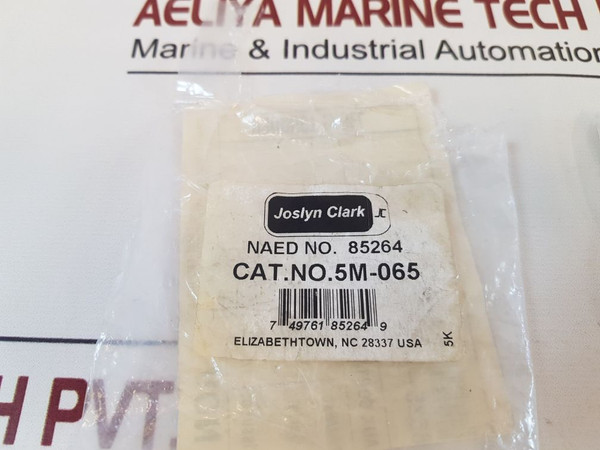 AELIYA MARINE TECH
Marine & Industrial Automation
Joslyn Clark JC
NAED NO. 85264
CAT.NO.5M-065
7 49761 85264 9
ELIZABETHTOWN, NC 28337 USA
5K
H PVT.